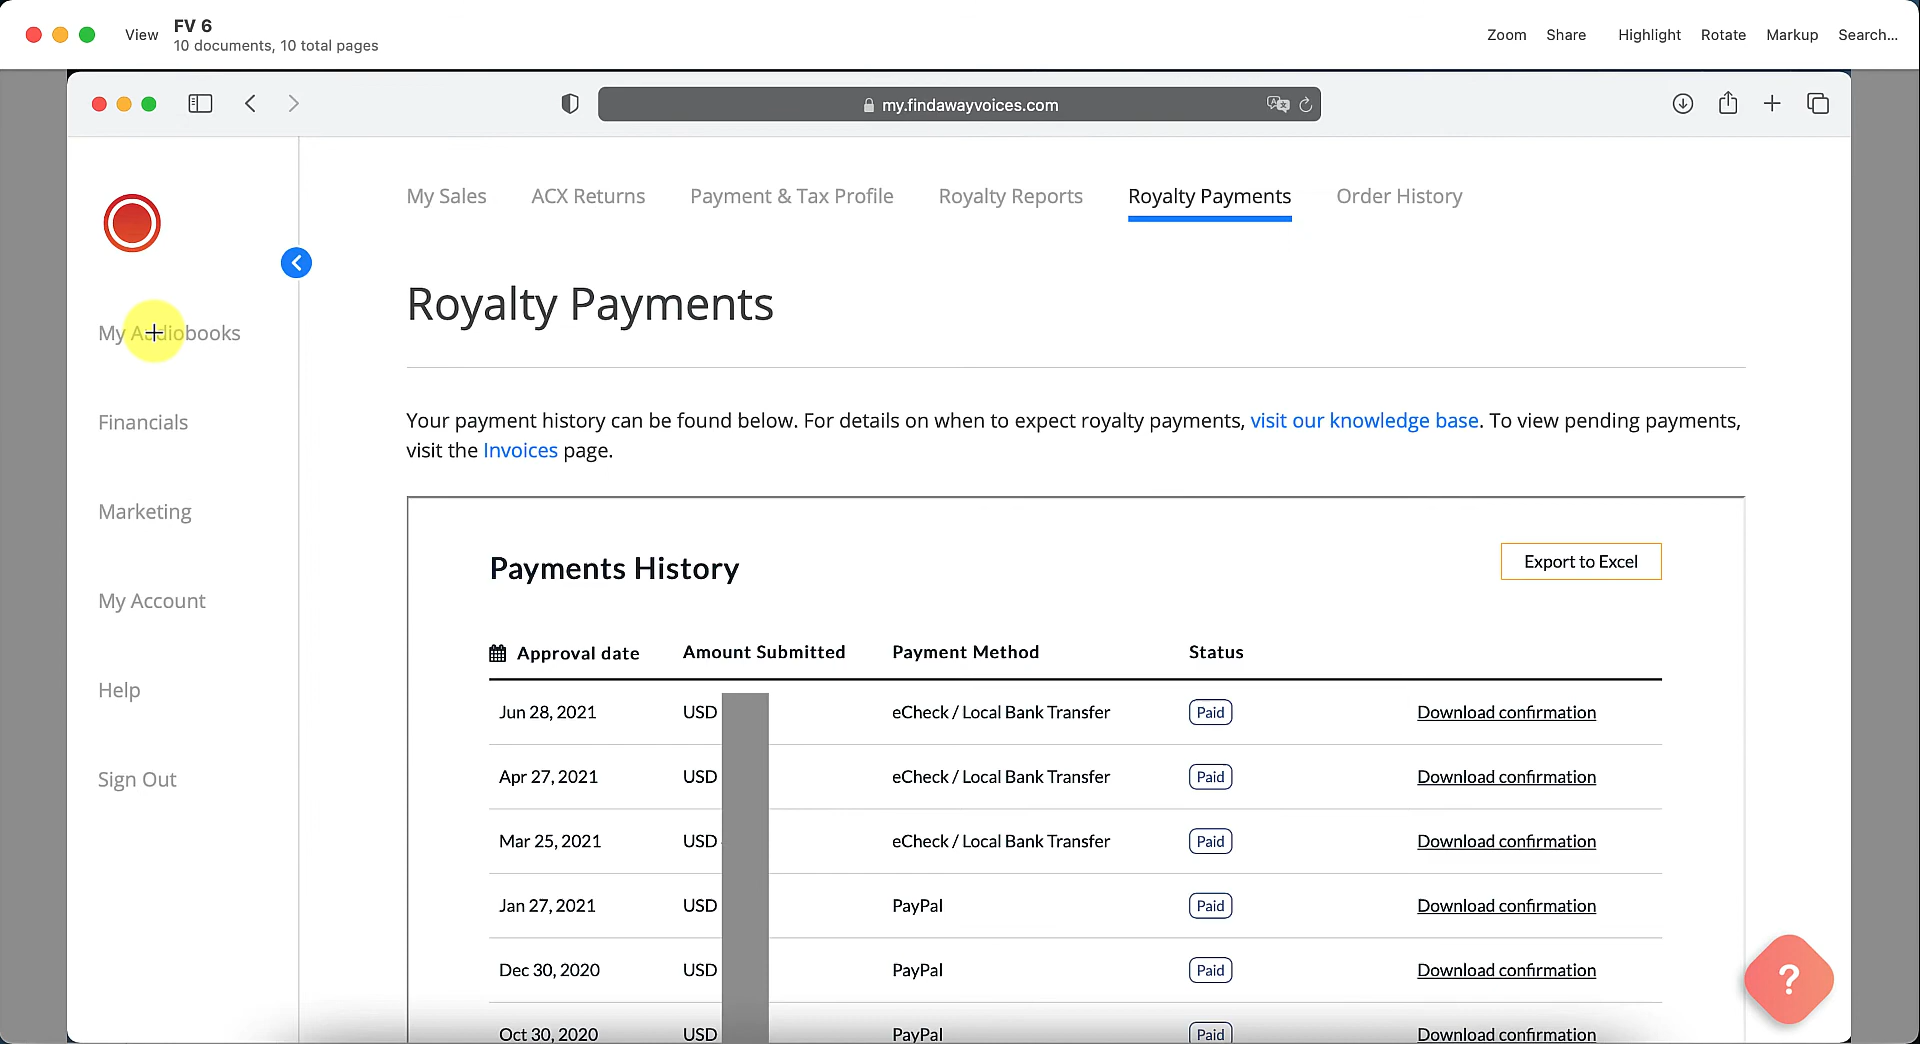 View
FV 6
10 documents, 10 total pages
Zoom Share Highlight Rotate Markup Search...
my.findawayvoices.com
My Sales ACX Returns Payment & Tax Profile Royalty Reports Royalty Payments Order History
My Audiobooks
Financials
Marketing
My Account
Help
Sign Out
Royalty Payments
Your payment history can be found below. For details on when to expect royalty payments, visit our knowledge base. To view pending payments,
visit the Invoices page.
Payments History
Export to Excel
Approval date Amount Submitted Payment Method Status
Jun 28, 2021 USD eCheck / Local Bank Transfer Paid Download confirmation
Apr 27, 2021 USD eCheck / Local Bank Transfer Paid Download confirmation
Mar 25, 2021 USD eCheck / Local Bank Transfer Paid Download confirmation
Jan 27, 2021 USD PayPal Paid Download confirmation
Dec 30, 2020 USD PayPal Paid Download confirmation
Oct 30, 2020 USD PayPal Paid Download confirmation
?